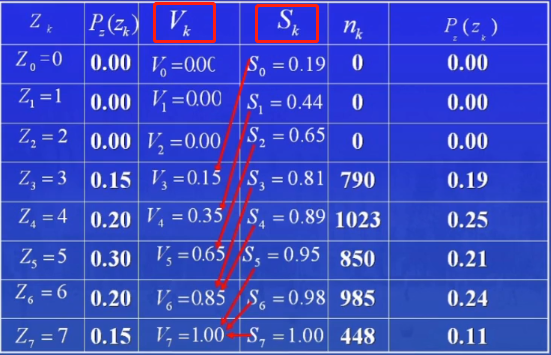 Z_k P_z(z_k) V_k S_k n_k P_z(z_k)
Z_0=0 0.00 V_0=0.00 S_0=0.19 0 0.00
Z_1=1 0.00 V_1=0.00 S_1=0.44 0 0.00
Z_2=2 0.00 V_2=0.00 S_2=0.65 0 0.00
Z_3=3 0.15 V_3=0.15 S_3=0.81 790 0.19
Z_4=4 0.20 V_4=0.35 S_4=0.89 1023 0.25
Z_5=5 0.30 V_5=0.65 S_5=0.95 850 0.21
Z_6=6 0.20 V_6=0.85 S_6=0.98 985 0.24
Z_7=7 0.15 V_7=1.00 S_7=1.00 448 0.11